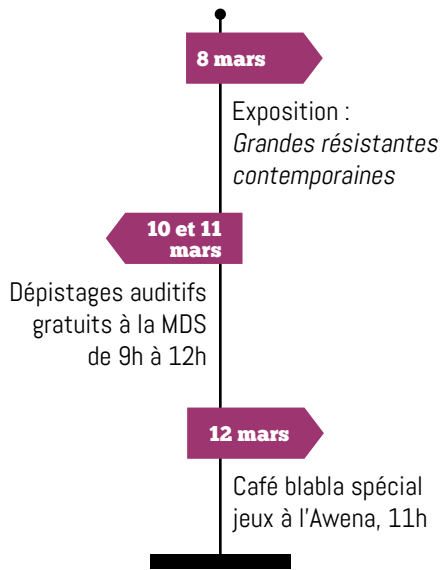 8 mars
Exposition :
Grandes résistantes
contemporaines
10 et 11
mars
Dépistages auditifs
gratuits à la MDS
de 9h à 12h
12 mars
Café blabla spécial
jeux à l'Awena, 11h